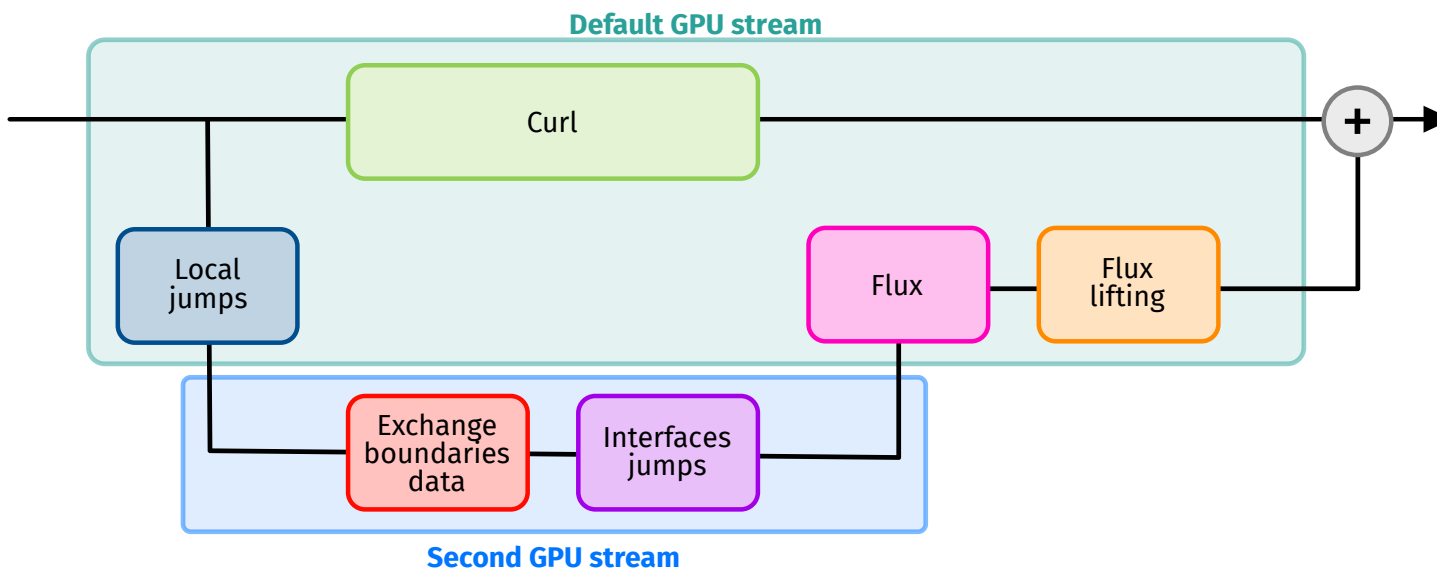 Default GPU stream
Curl
+
Local
jumps
Flux
Flux
lifting
Exchange
boundaries
data
Interfaces
jumps
Second GPU stream